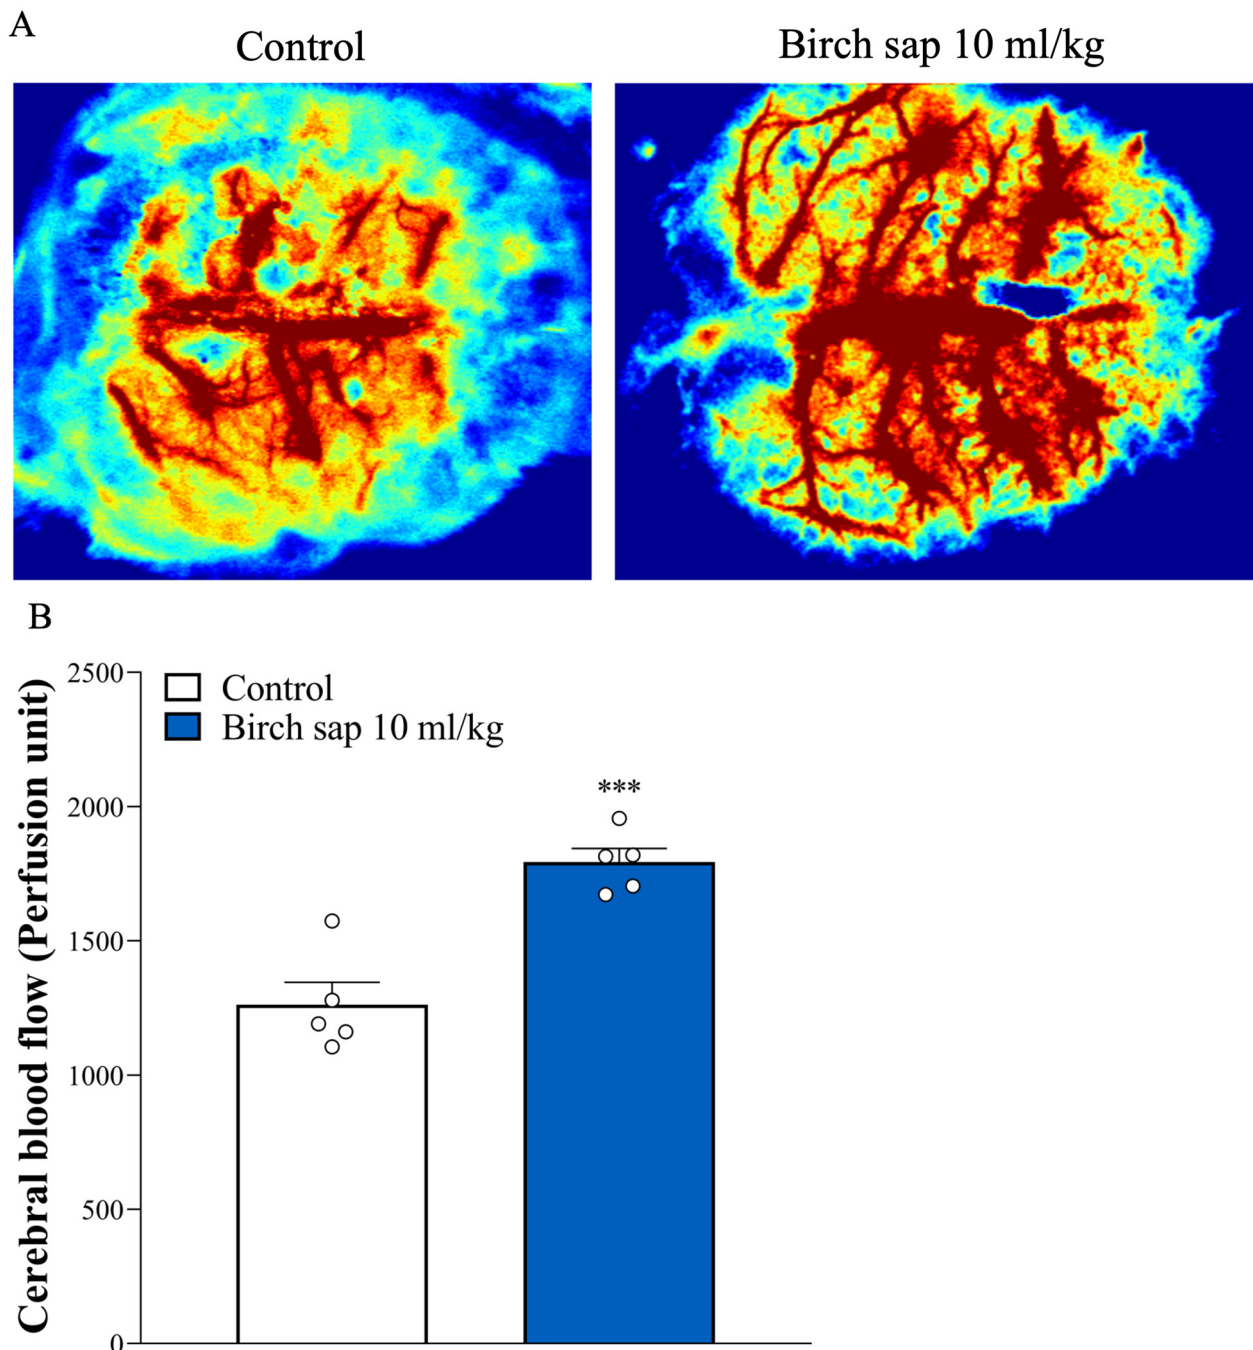 A
Control
Birch sap 10 ml/kg
B
Cerebral blood flow (Perfusion unit)
2500
2000
1500
1000
500
0
Control
Birch sap 10 ml/kg
***